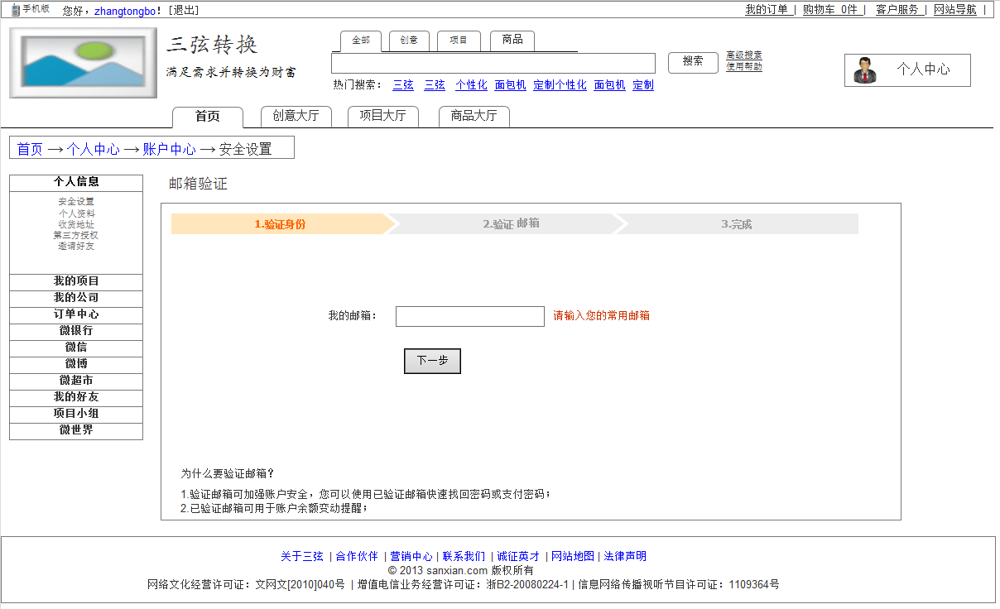 手机版 您好，zhangtongbo！[退出] 我的订单 | 购物车 0件 | 客户服务 | 网站导航 |
三弦转换
满足需求并转换为财富
全部 创意 项目 商品
搜索 高级搜索
使用帮助
个人中心
热门搜索： 三弦 三弦 个性化 面包机 定制个性化 面包机 定制
首页 创意大厅 项目大厅 商品大厅
首页 → 个人中心 → 账户中心 → 安全设置
个人信息
安全设置
个人资料
收货地址
第三方授权
邀请好友
我的项目
我的公司
订单中心
微银行
微信
微博
微超市
我的好友
项目小组
微世界
邮箱验证
1.验证身份 2.验证 邮箱 3.完成
我的邮箱： 请输入您的常用邮箱
下一步
为什么要验证邮箱？
1.验证邮箱可加强账户安全，您可以使用已验证邮箱快速找回密码或支付密码；
2.已验证邮箱可用于账户余额变动提醒；
关于三弦 | 合作伙伴 | 营销中心 | 联系我们 | 诚征英才 | 网站地图 | 法律声明
© 2013 sanxian.com 版权所有
网络文化经营许可证：文网文[2010]040号 | 增值电信业务经营许可证：浙B2-20080224-1 | 信息网络传播视听节目许可证：1109364号